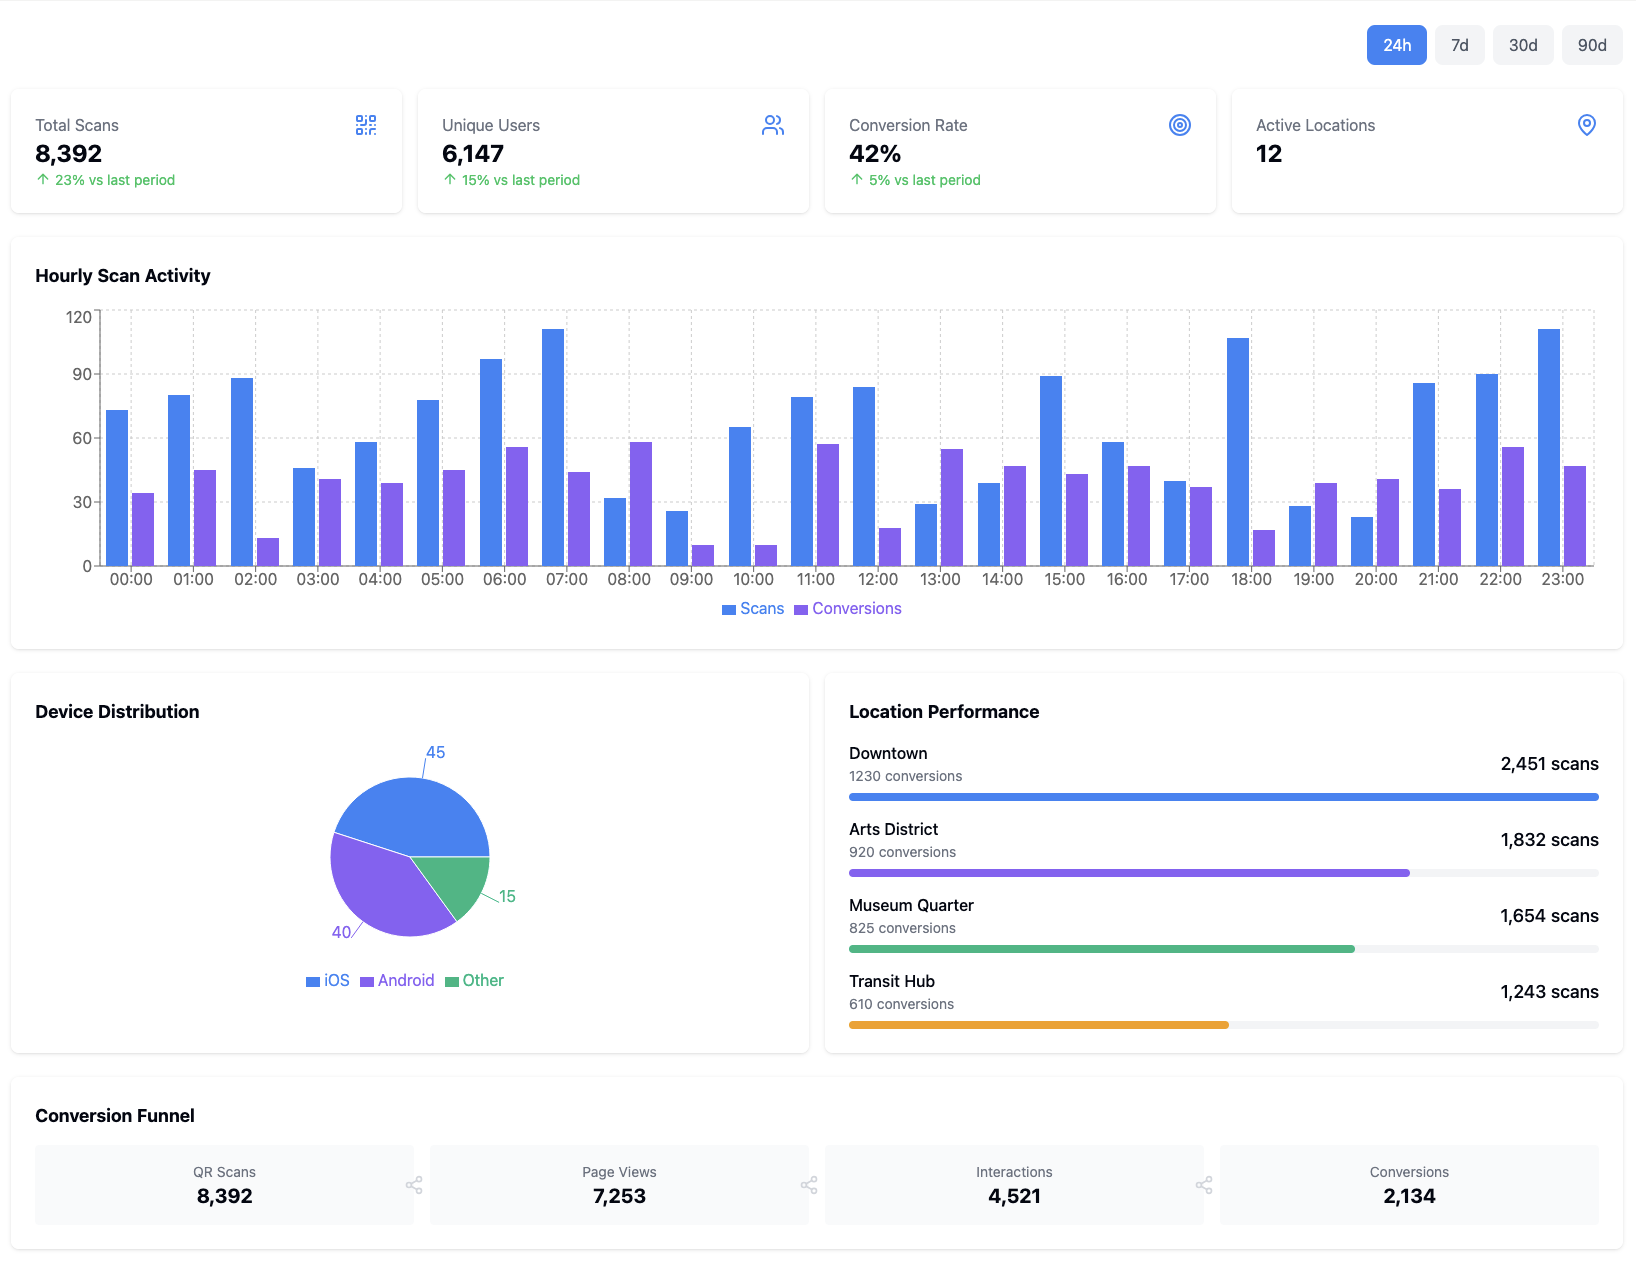 24h 7d 30d 90d
Total Scans
8,392
23% vs last period
Unique Users
6,147
15% vs last period
Conversion Rate
42%
5% vs last period
Active Locations
12
Hourly Scan Activity
120
90
60
30
0
00:00 01:00 02:00 03:00 04:00 05:00 06:00 07:00 08:00 09:00 10:00 11:00 12:00 13:00 14:00 15:00 16:00 17:00 18:00 19:00 20:00 21:00 22:00 23:00
Scans Conversions
Device Distribution
45
15
40
iOS Android Other
Location Performance
Downtown
1230 conversions
2,451 scans
Arts District
920 conversions
1,832 scans
Museum Quarter
825 conversions
1,654 scans
Transit Hub
610 conversions
1,243 scans
Conversion Funnel
QR Scans
8,392
Page Views
7,253
Interactions
4,521
Conversions
2,134